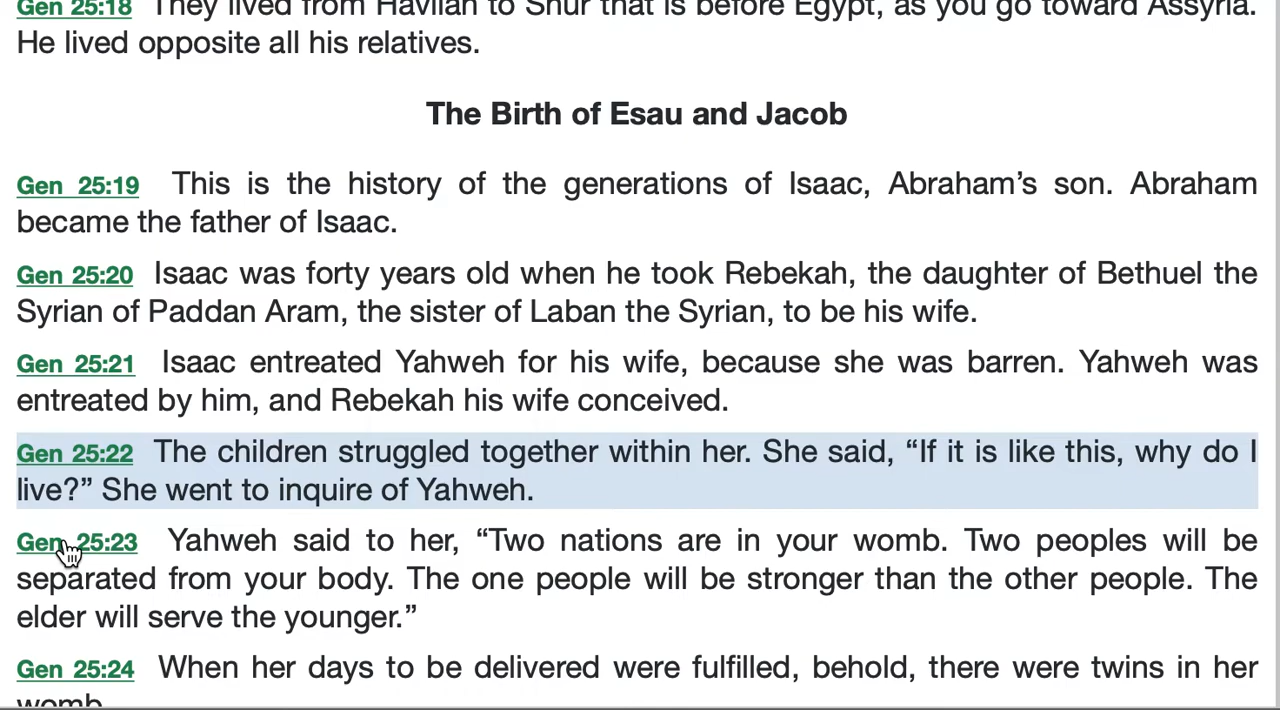 Gen 25:18 They lived from Havilah to Shur that is before Egypt, as you go toward Assyria.
He lived opposite all his relatives.
The Birth of Esau and Jacob
Gen 25:19 This is the history of the generations of Isaac, Abraham’s son. Abraham
became the father of Isaac.
Gen 25:20 Isaac was forty years old when he took Rebekah, the daughter of Bethuel the
Syrian of Paddan Aram, the sister of Laban the Syrian, to be his wife.
Gen 25:21 Isaac entreated Yahweh for his wife, because she was barren. Yahweh was
entreated by him, and Rebekah his wife conceived.
Gen 25:22 The children struggled together within her. She said, “If it is like this, why do I
live?” She went to inquire of Yahweh.
Gen 25:23 Yahweh said to her, “Two nations are in your womb. Two peoples will be
separated from your body. The one people will be stronger than the other people. The
elder will serve the younger.”
Gen 25:24 When her days to be delivered were fulfilled, behold, there were twins in her
womb.